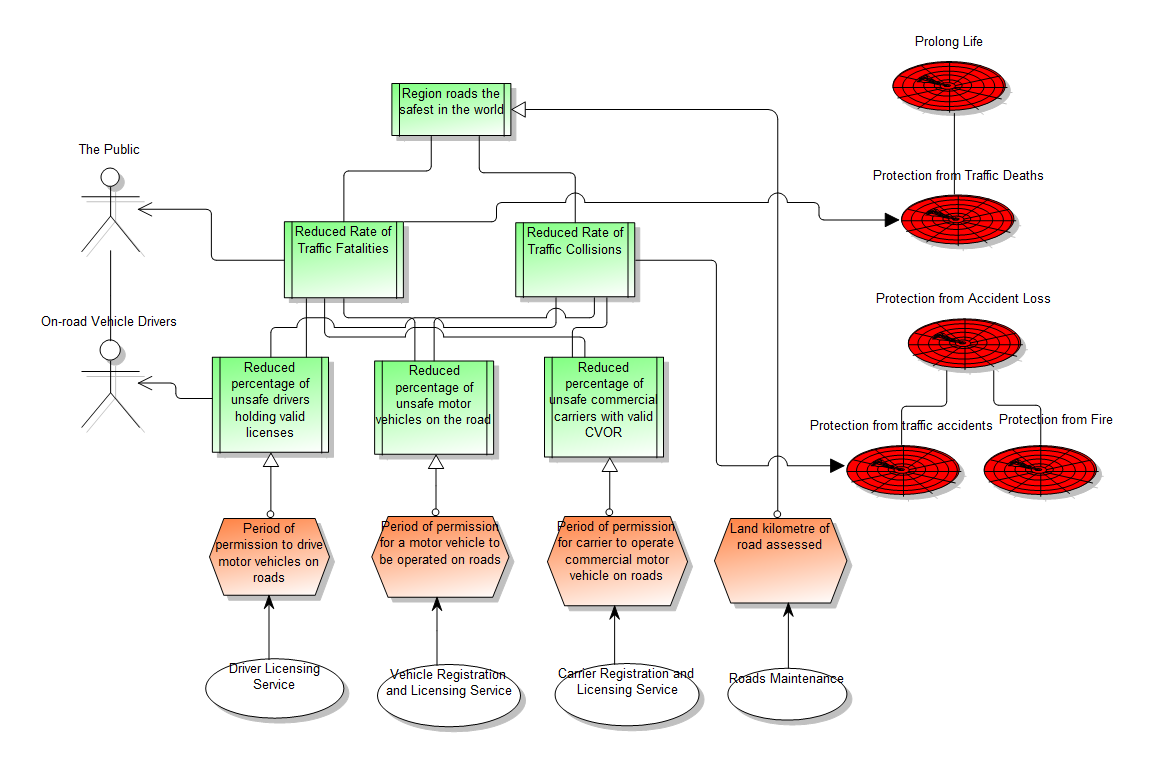 Prolong Life
Region roads the
safest in the world
The Public
Protection from Traffic Deaths
Reduced Rate of
Traffic Fatalities
Reduced Rate of
Traffic Collisions
Protection from Accident Loss
On-road Vehicle Drivers
Reduced
percentage of
unsafe drivers
holding valid
licenses
Reduced
percentage of
unsafe motor
vehicles on the road
Reduced
percentage of
unsafe commercial
carriers with valid
CVOR
Protection from traffic accidents
Protection from Fire
Period of
permission to drive
motor vehicles on
roads
Period of permission
for a motor vehicle to
be operated on roads
Period of permission
for carrier to operate
commercial motor
vehicle on roads
Land kilometre of
road assessed
Driver Licensing
Service
Vehicle Registration
and Licensing Service
Carrier Registration and
Licensing Service
Roads Maintenance